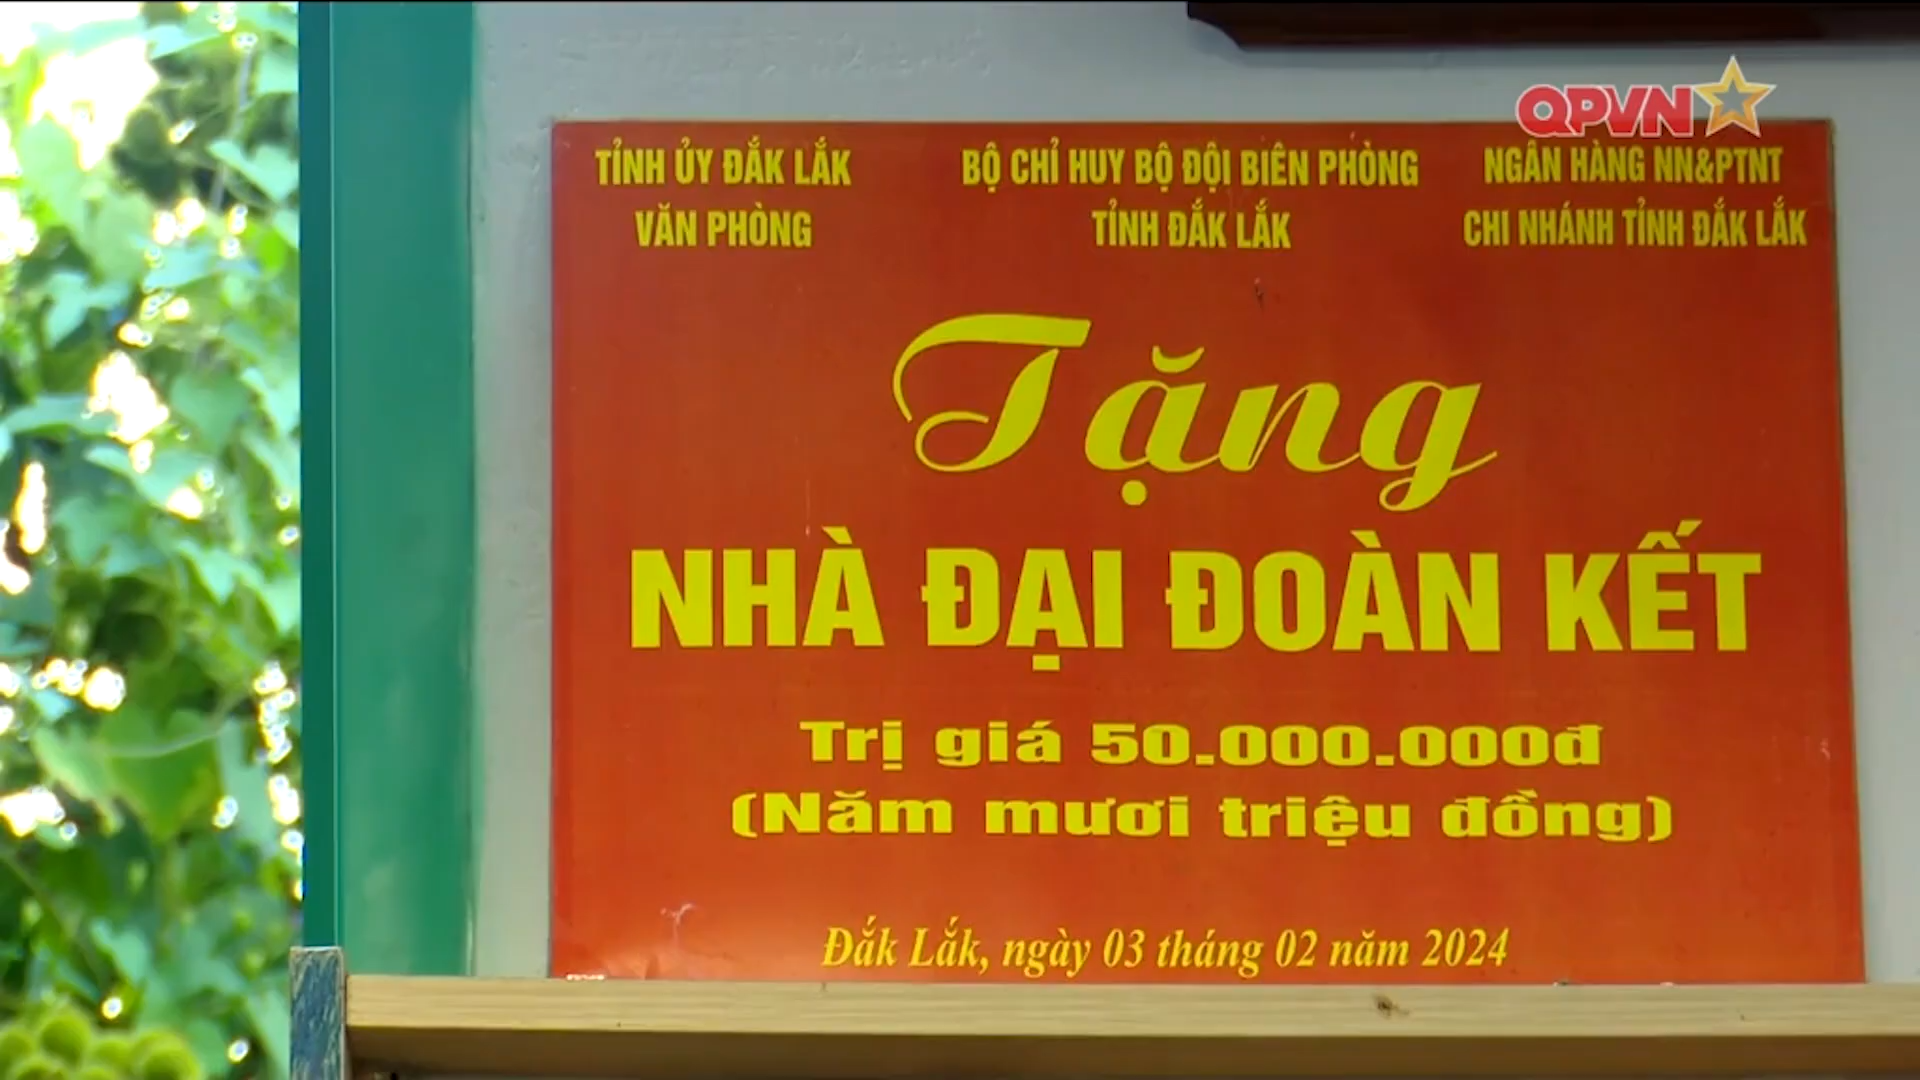 QPVN
TỈNH ỦY ĐẮK LẮK
VĂN PHÒNG
BỘ CHỈ HUY BỘ ĐỘI BIÊN PHÒNG
TỈNH ĐẮK LẮK
NGÂN HÀNG NN&PTNT
CHI NHÁNH TỈNH ĐẮK LẮK
Tặng
NHÀ ĐẠI ĐOÀN KẾT
Trị giá 50.000.000đ
(Năm mươi triệu đồng)
Đắk Lắk, ngày 03 tháng 02 năm 2024